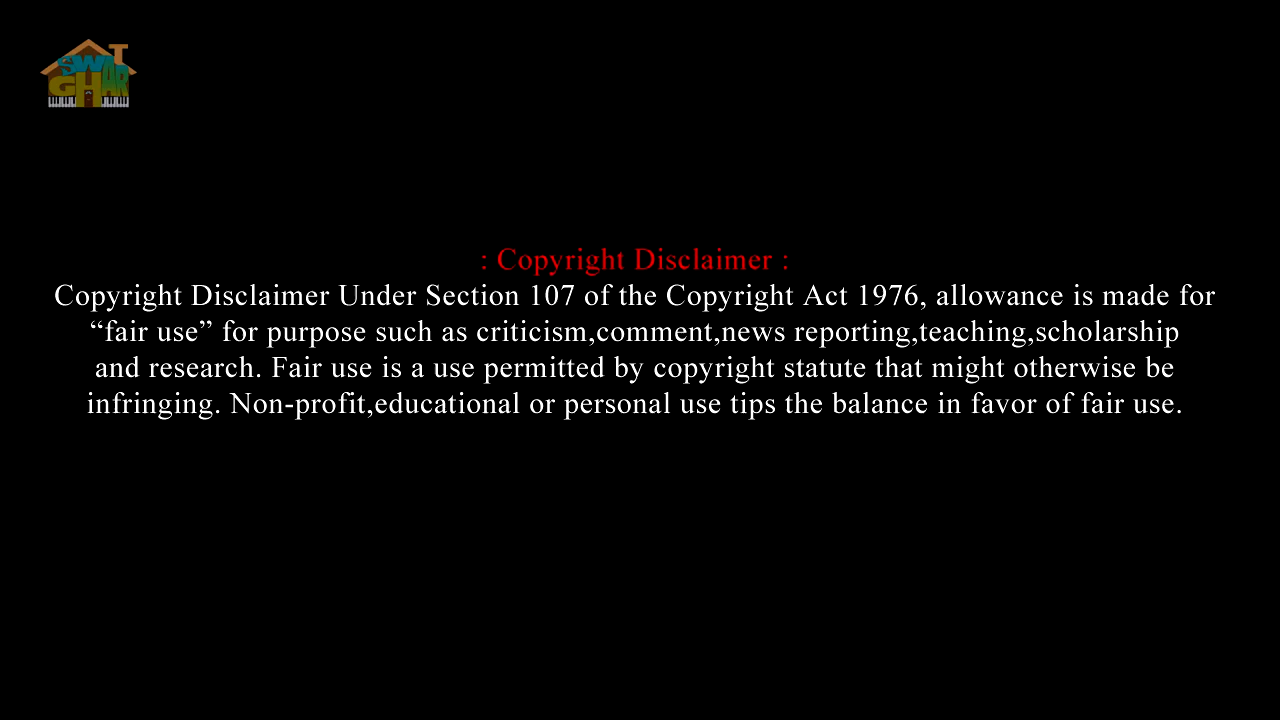 SWT
GHAR
: Copyright Disclaimer :
Copyright Disclaimer Under Section 107 of the Copyright Act 1976, allowance is made for
“fair use” for purpose such as criticism,comment,news reporting,teaching,scholarship
and research. Fair use is a use permitted by copyright statute that might otherwise be
infringing. Non-profit,educational or personal use tips the balance in favor of fair use.